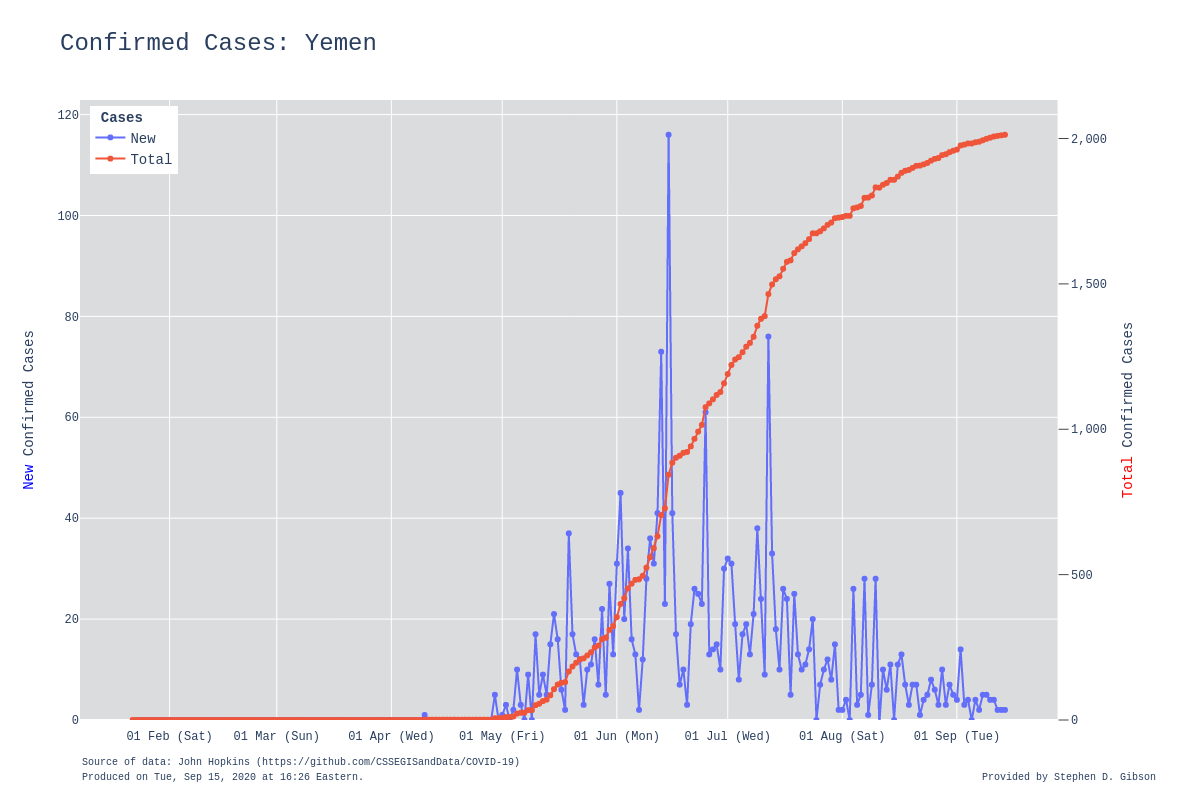 Confirmed Cases: Yemen
Cases
New
Total
120
100
80
60
40
20
0
2,000
1,500
1,000
500
0
New Confirmed Cases
Total Confirmed Cases
01 Feb (Sat) 01 Mar (Sun) 01 Apr (Wed) 01 May (Fri) 01 Jun (Mon) 01 Jul (Wed) 01 Aug (Sat) 01 Sep (Tue)
Source of data: John Hopkins (https://github.com/CSSEGISandData/COVID-19)
Produced on Tue, Sep 15, 2020 at 16:26 Eastern.
Provided by Stephen D. Gibson